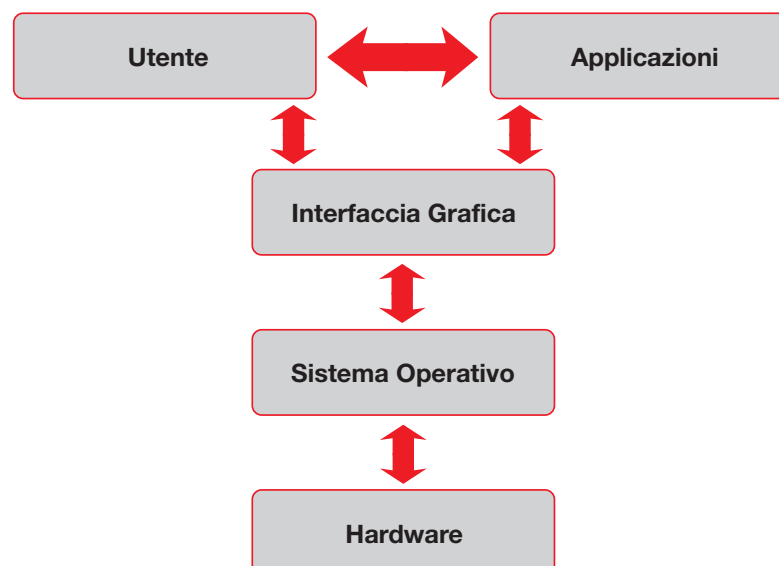 Utente
Applicazioni
Interfaccia Grafica
Sistema Operativo
Hardware